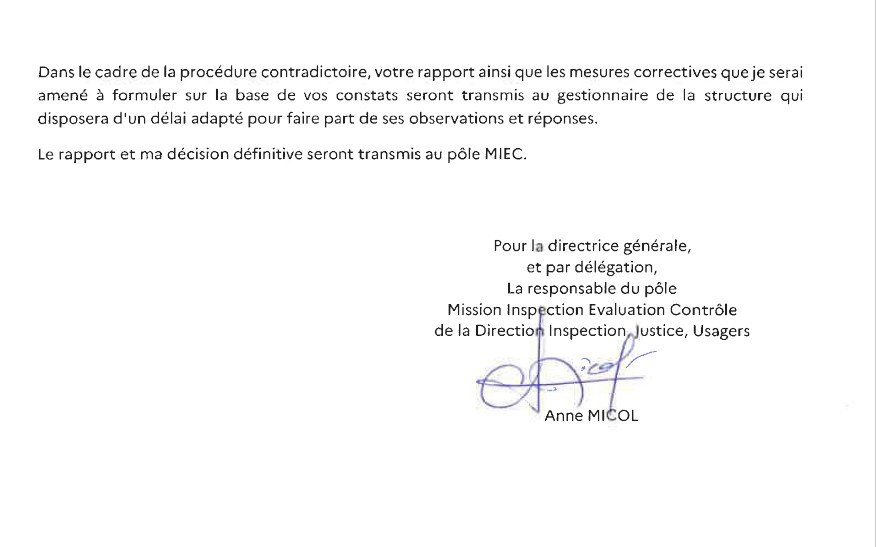 Dans le cadre de la procédure contradictoire, votre rapport ainsi que les mesures correctives que je serai
amené à formuler sur la base de vos constats seront transmis au gestionnaire de la structure qui
disposera d'un délai adapté pour faire part de ses observations et réponses.
Le rapport et ma décision définitive seront transmis au pôle MIEC.
Pour la directrice générale,
et par délégation,
La responsable du pôle
Mission Inspection Evaluation Contrôle
de la Direction Inspection, Justice, Usagers
Anne MICOL